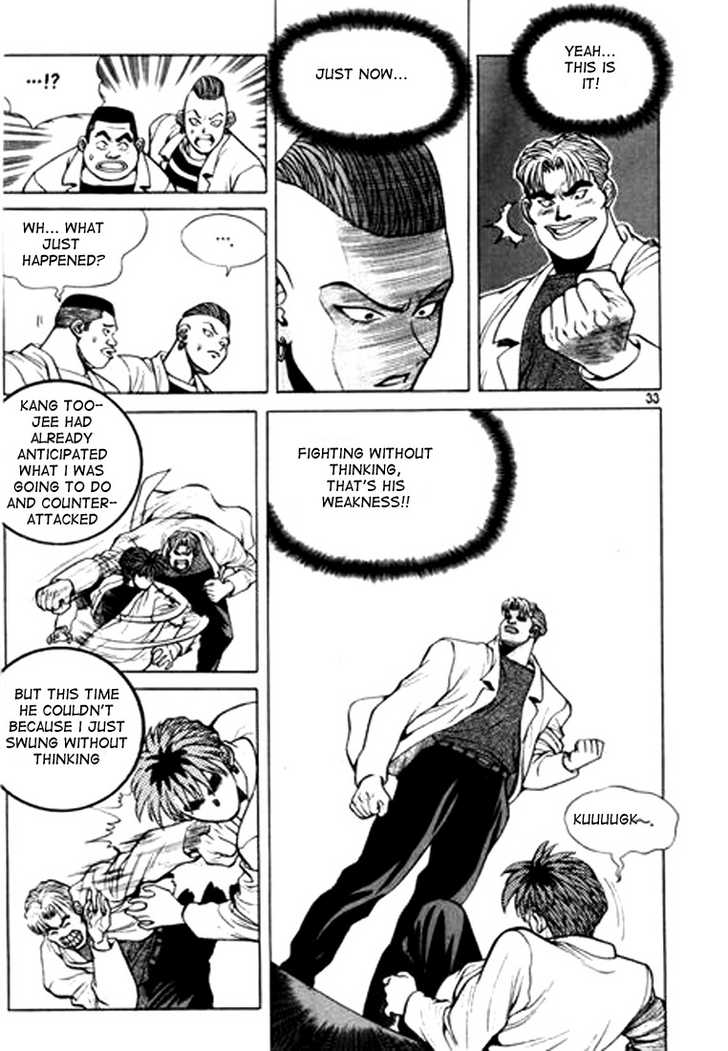 ...!?
JUST NOW...
YEAH...
THIS IS
IT!
WH... WHAT
JUST
HAPPENED?
...
33
KANG TOO-
JEE HAD
ALREADY
ANTICIPATED
WHAT I WAS
GOING TO DO
AND COUNTER-
ATTACKED
FIGHTING WITHOUT
THINKING,
THAT'S HIS
WEAKNESS!!
BUT THIS TIME
HE COULDN'T
BECAUSE I JUST
SWUNG WITHOUT
THINKING
KUUUUGK~.